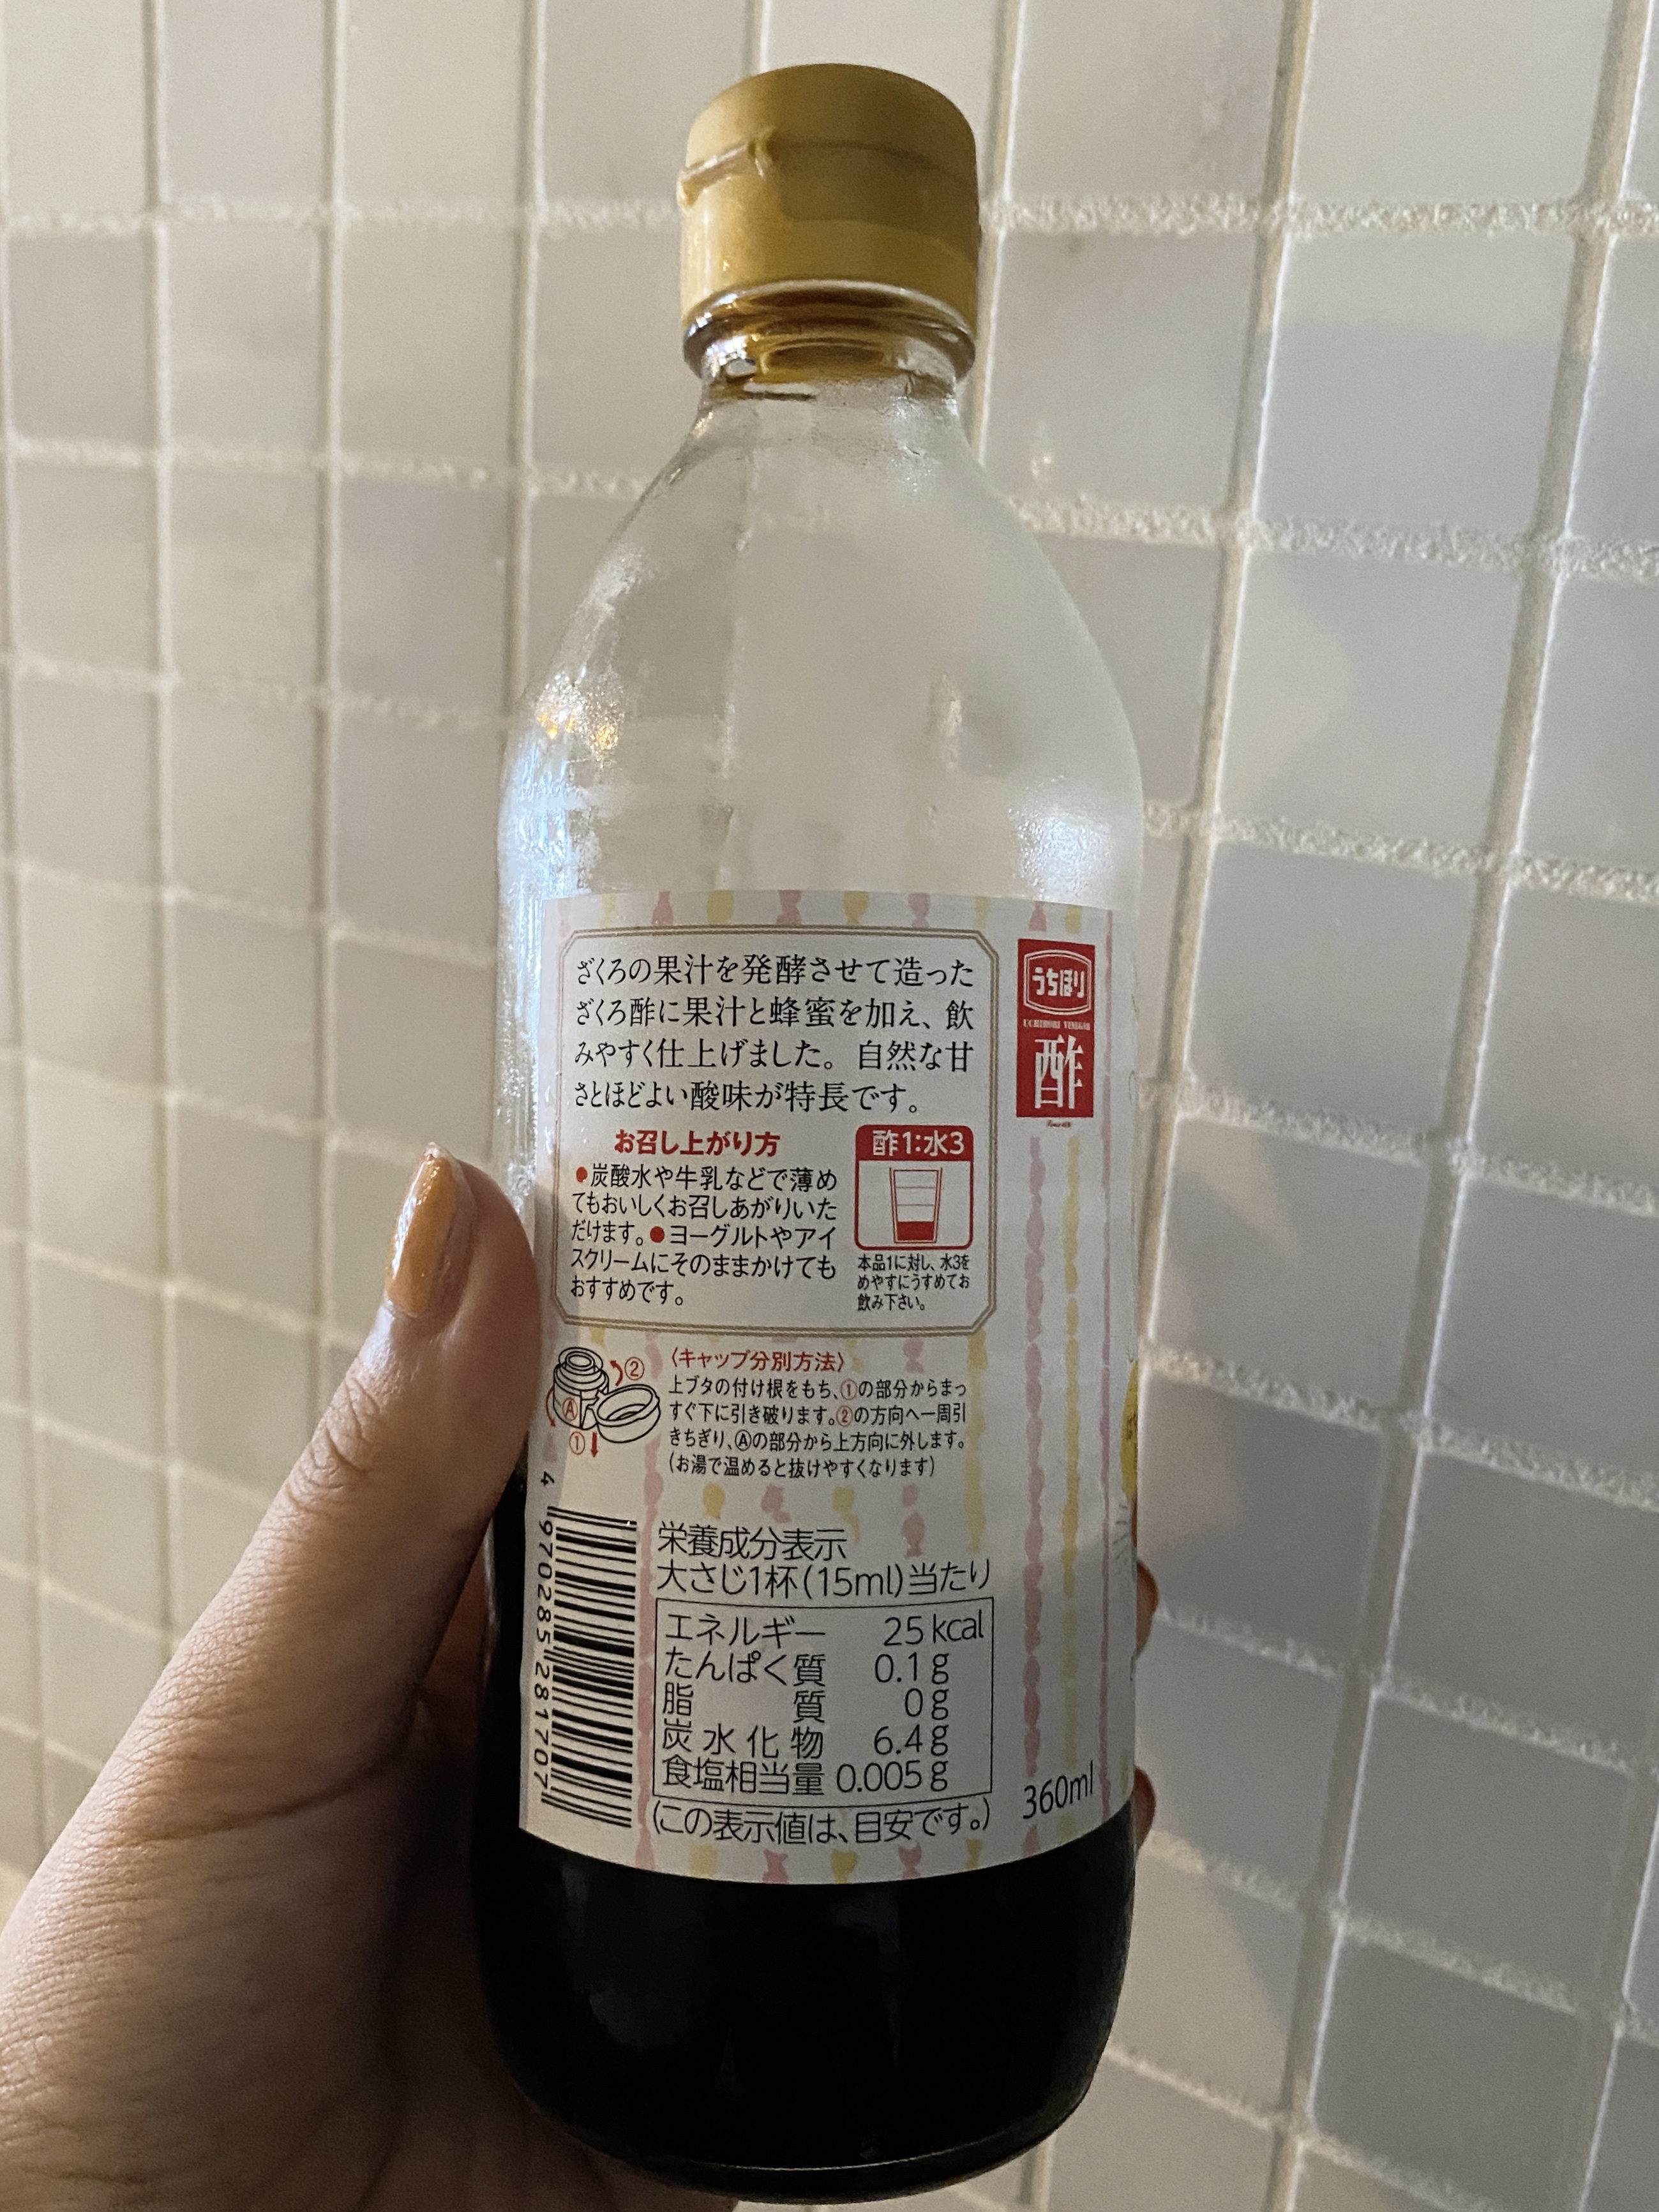 ざくろの果汁を発酵させて造った
ざくろ酢に果汁と蜂蜜を加え、飲
みやすく仕上げました。自然な甘
さとほどよい酸味が特長です。
お召し上がり方
●炭酸水や牛乳などで薄め
てもおいしくお召しあがりいた
だけます。●ヨーグルトやアイ
スクリームにそのままかけても
おすすめです。
酢1:水3
本品1に対し、水3を
めやすにうすめてお
飲み下さい。
うちほり
UCHIHORI VINEGAR
酢
②
Ⓐ
①
〈キャップ分別方法〉
上ブタの付け根をもち、①の部分からまっ
すぐ下に引き破ります。②の方向へ一周引
きちぎり、Ⓐの部分から上方向に外します。
(お湯で温めると抜けやすくなります)
4 970285 281707
栄養成分表示
大さじ1杯(15ml)当たり
エネルギー 25kcal
たんぱく質 0.1g
脂質 0g
炭水化物 6.4g
食塩相当量 0.005g
(この表示値は、目安です。)
360ml